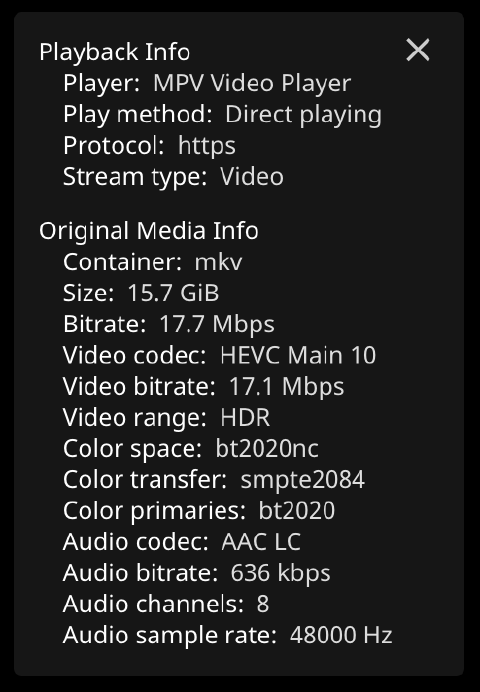 Playback Info
Player: MPV Video Player
Play method: Direct playing
Protocol: https
Stream type: Video
Original Media Info
Container: mkv
Size: 15.7 GiB
Bitrate: 17.7 Mbps
Video codec: HEVC Main 10
Video bitrate: 17.1 Mbps
Video range: HDR
Color space: bt2020nc
Color transfer: smpte2084
Color primaries: bt2020
Audio codec: AAC LC
Audio bitrate: 636 kbps
Audio channels: 8
Audio sample rate: 48000 Hz